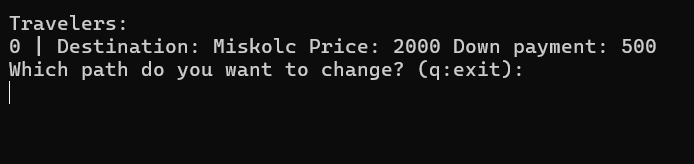 Travelers:
0 | Destination: Miskolc Price: 2000 Down payment: 500
Which path do you want to change? (q:exit):